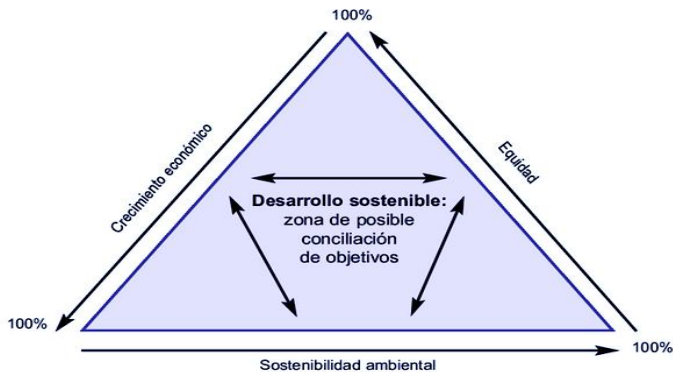 100%
Crecimiento económico
Equidad
Desarrollo sostenible:
zona de posible
conciliación
de objetivos
100%
100%
Sostenibilidad ambiental